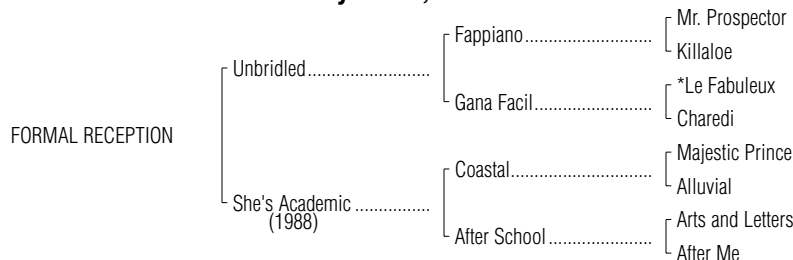 Mr. Prospector
Fappiano
Killaloe
Unbridled
*Le Fabuleux
Gana Facil
Charedi
FORMAL RECEPTION
Majestic Prince
Coastal
Alluvial
She's Academic
(1988)
Arts and Letters
After School
After Me